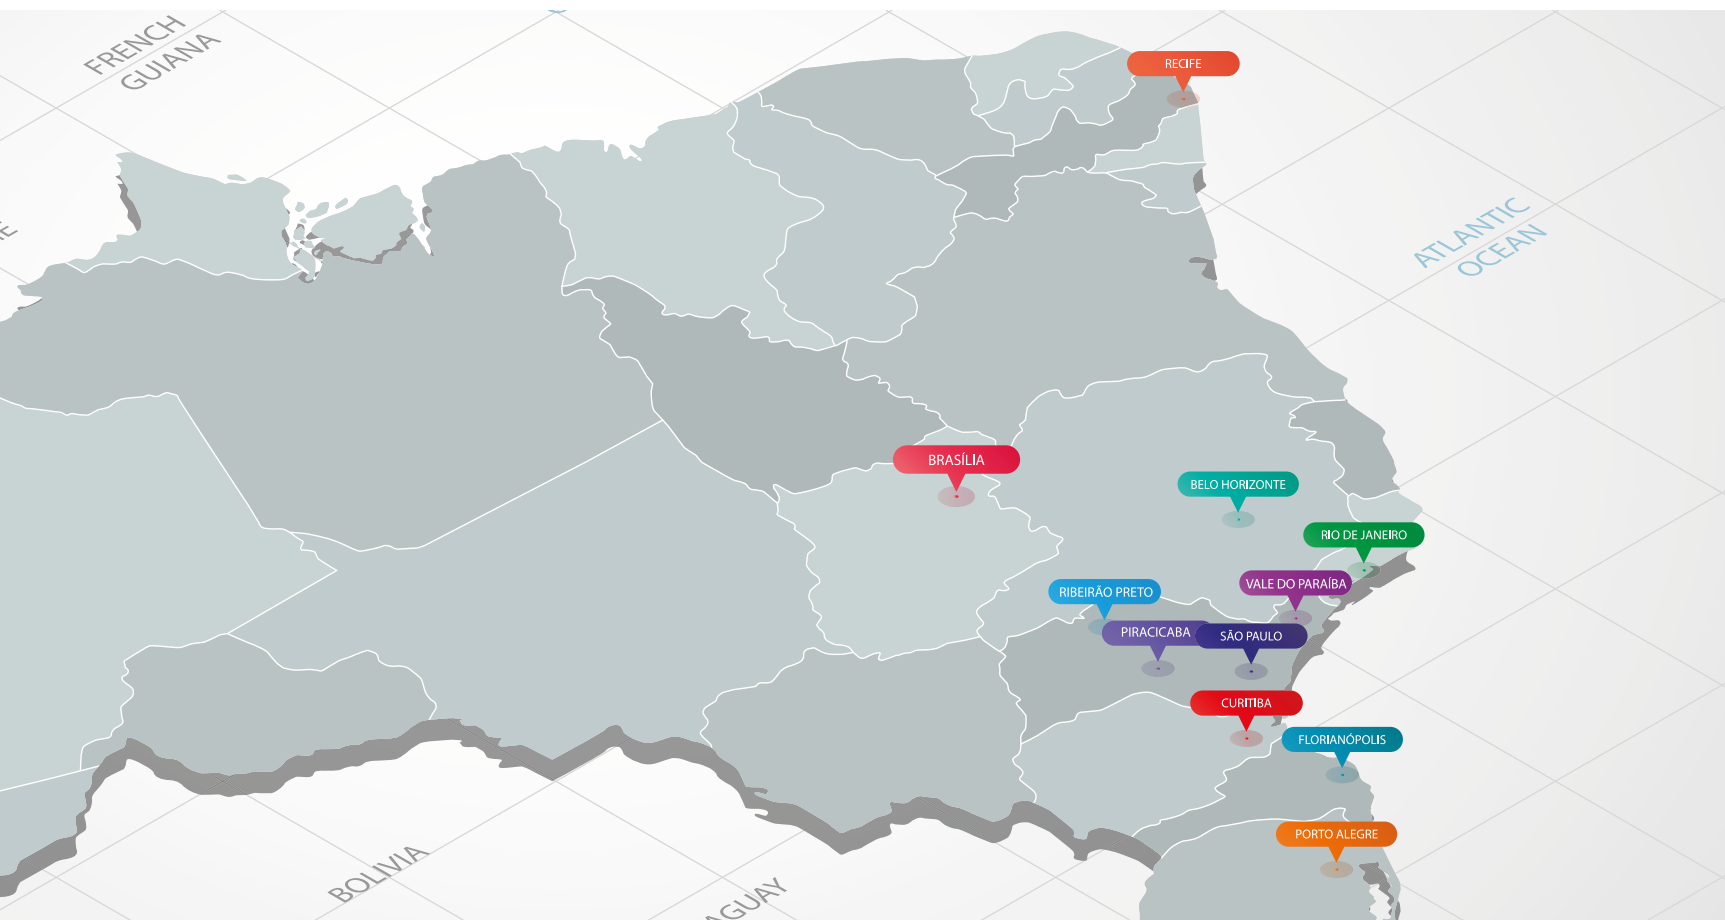 FRENCH
GUIANA
RECIFE
ATLANTIC
OCEAN
BRASÍLIA
BELO HORIZONTE
RIO DE JANEIRO
VALE DO PARAÍBA
RIBEIRÃO PRETO
PIRACICABA
SÃO PAULO
CURITIBA
FLORIANÓPOLIS
PORTO ALEGRE
BOLIVIA